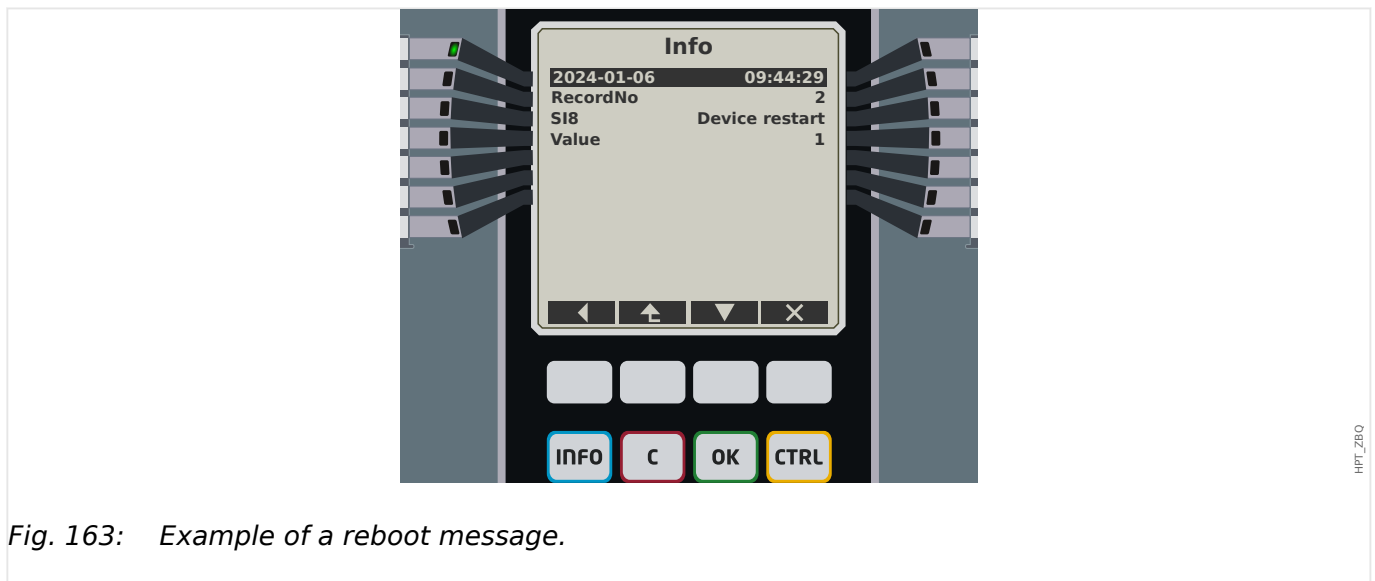 Info
2024-01-06 09:44:29
RecordNo 2
SI8 Device restart
Value 1
INFO C OK CTRL
HPT_ZBQ
Fig. 163: Example of a reboot message.